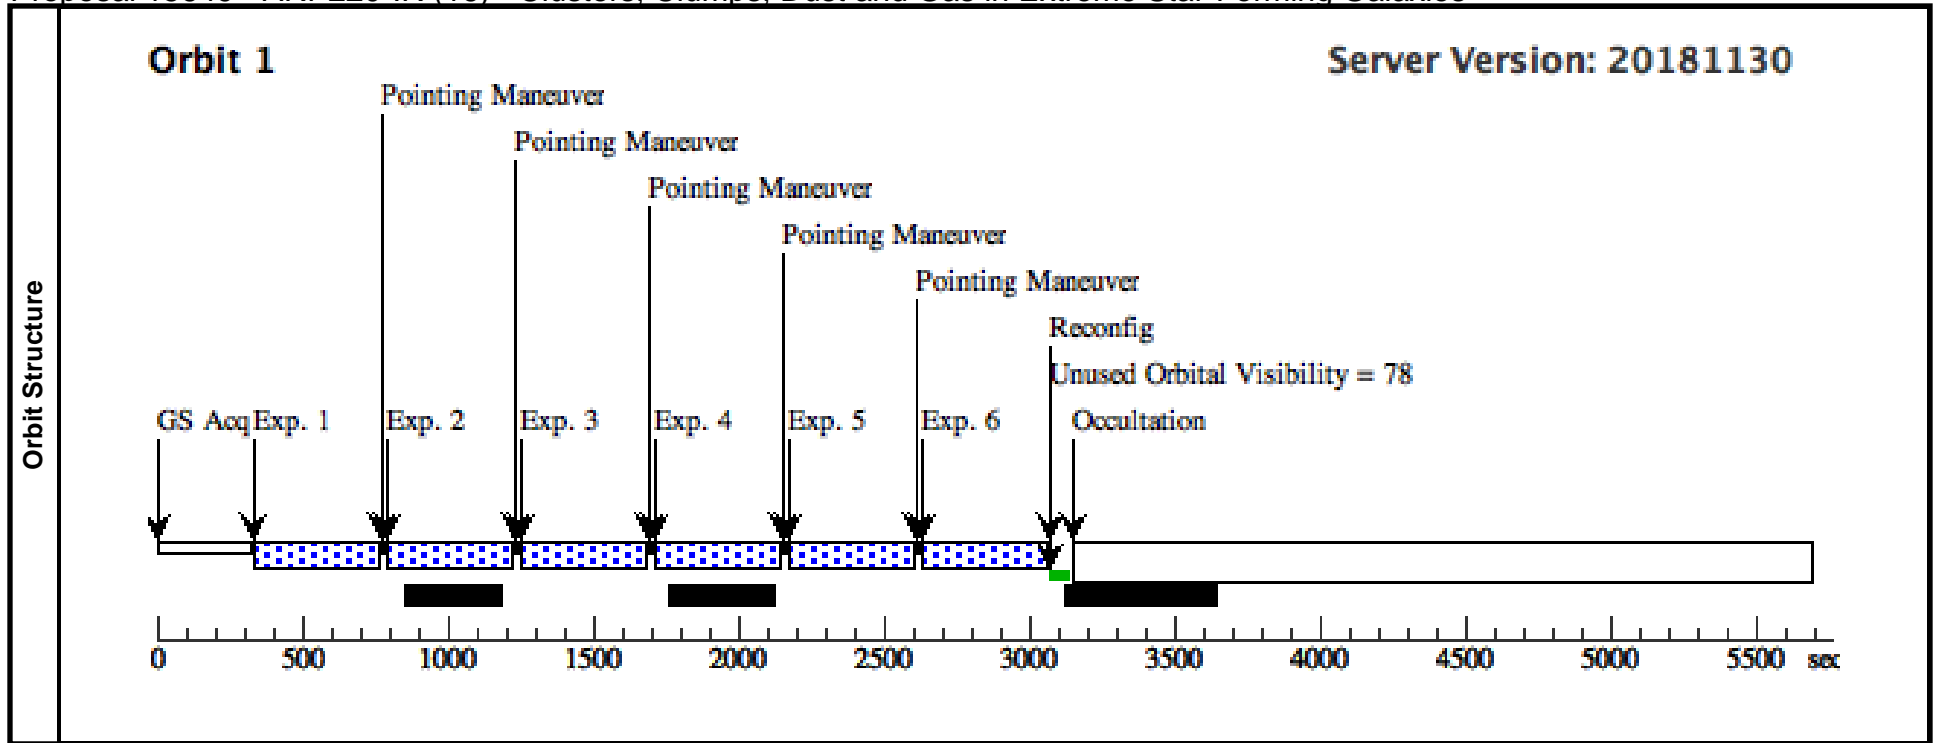 Orbit 1
Server Version: 20181130
Pointing Maneuver
Pointing Maneuver
Pointing Maneuver
Pointing Maneuver
Pointing Maneuver
Reconfig
Unused Orbital Visibility = 78
GS Acq Exp. 1 Exp. 2 Exp. 3 Exp. 4 Exp. 5 Exp. 6 Occultation
Orbit Structure
0 500 1000 1500 2000 2500 3000 3500 4000 4500 5000 5500 sec